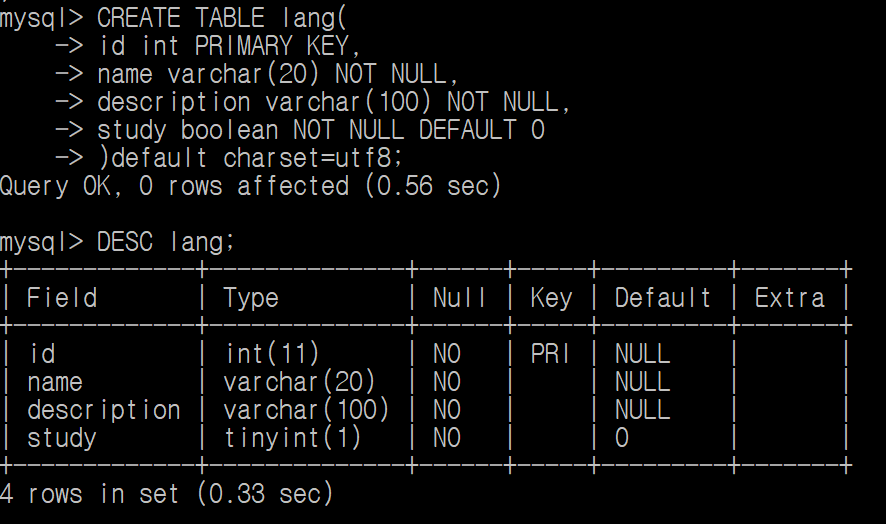 mysql> CREATE TABLE lang(
    -> id int PRIMARY KEY,
    -> name varchar(20) NOT NULL,
    -> description varchar(100) NOT NULL,
    -> study boolean NOT NULL DEFAULT 0
    -> )default charset=utf8;
Query OK, 0 rows affected (0.56 sec)

mysql> DESC lang;
+-------------+--------------+------+-----+---------+-------+
| Field       | Type         | Null | Key | Default | Extra |
+-------------+--------------+------+-----+---------+-------+
| id          | int(11)      | NO   | PRI | NULL    |       |
| name        | varchar(20)  | NO   |     | NULL    |       |
| description | varchar(100) | NO   |     | NULL    |       |
| study       | tinyint(1)   | NO   |     | 0       |       |
+-------------+--------------+------+-----+---------+-------+
4 rows in set (0.33 sec)